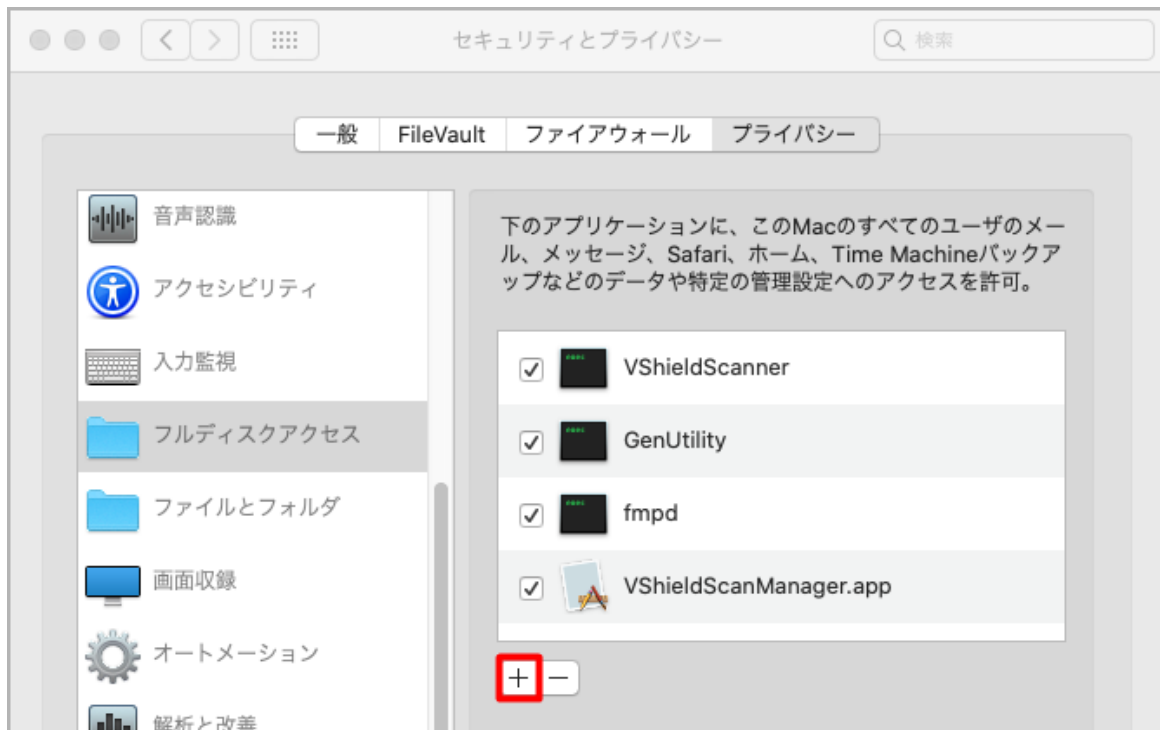 セキュリティとプライバシー
検索
一般
FileVault
ファイアウォール
プライバシー
音声認識
アクセシビリティ
入力監視
フルディスクアクセス
ファイルとフォルダ
画面収録
オートメーション
解析と改善
下のアプリケーションに、このMacのすべてのユーザのメー
ル、メッセージ、Safari、ホーム、Time Machineバックア
ップなどのデータや特定の管理設定へのアクセスを許可。
VShieldScanner
GenUtility
fmpd
VShieldScanManager.app